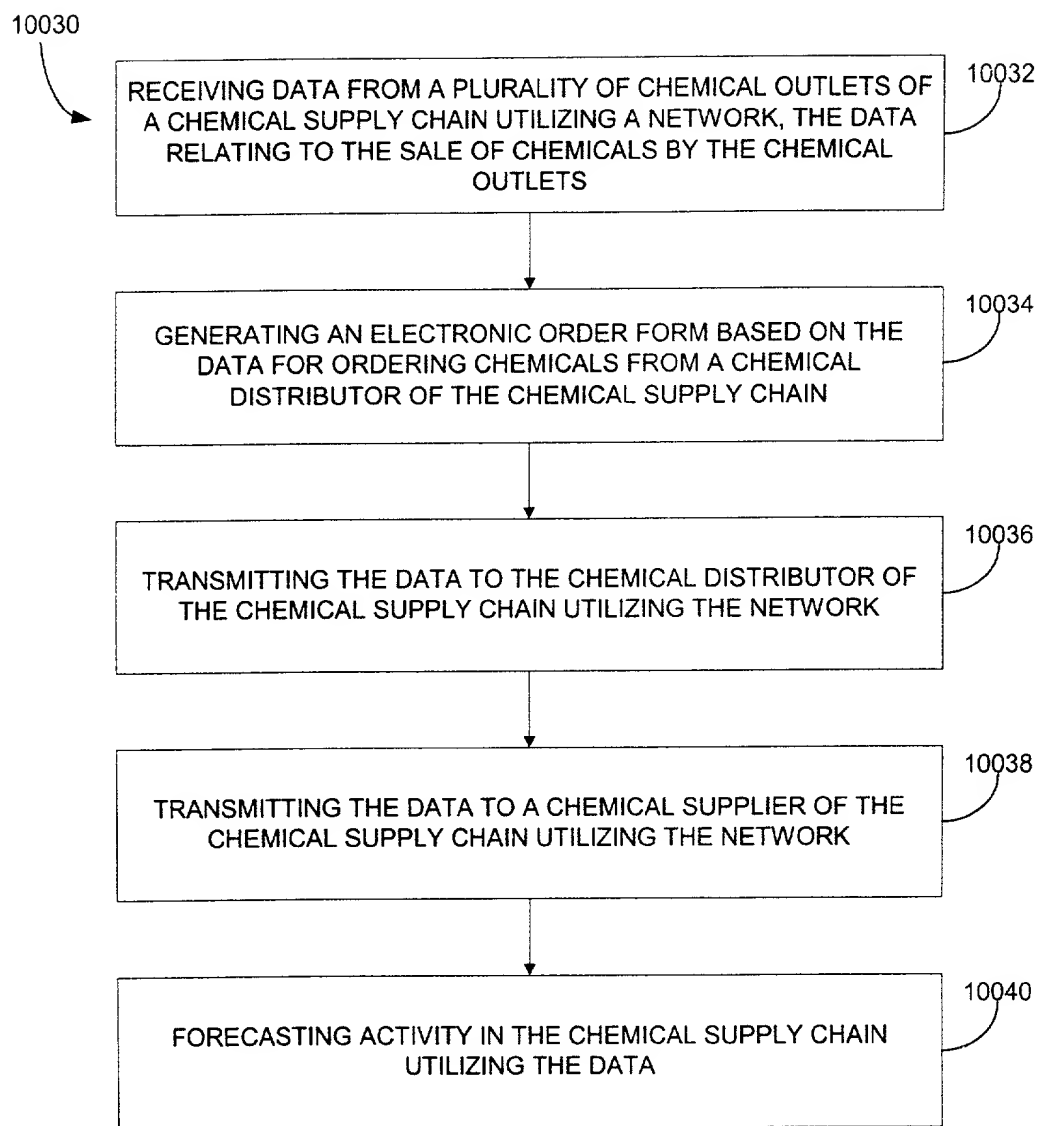 10030
10032
RECEIVING DATA FROM A PLURALITY OF CHEMICAL OUTLETS OF
A CHEMICAL SUPPLY CHAIN UTILIZING A NETWORK, THE DATA
RELATING TO THE SALE OF CHEMICALS BY THE CHEMICAL
OUTLETS
10034
GENERATING AN ELECTRONIC ORDER FORM BASED ON THE
DATA FOR ORDERING CHEMICALS FROM A CHEMICAL
DISTRIBUTOR OF THE CHEMICAL SUPPLY CHAIN
10036
TRANSMITTING THE DATA TO THE CHEMICAL DISTRIBUTOR OF
THE CHEMICAL SUPPLY CHAIN UTILIZING THE NETWORK
10038
TRANSMITTING THE DATA TO A CHEMICAL SUPPLIER OF THE
CHEMICAL SUPPLY CHAIN UTILIZING THE NETWORK
10040
FORECASTING ACTIVITY IN THE CHEMICAL SUPPLY CHAIN
UTILIZING THE DATA